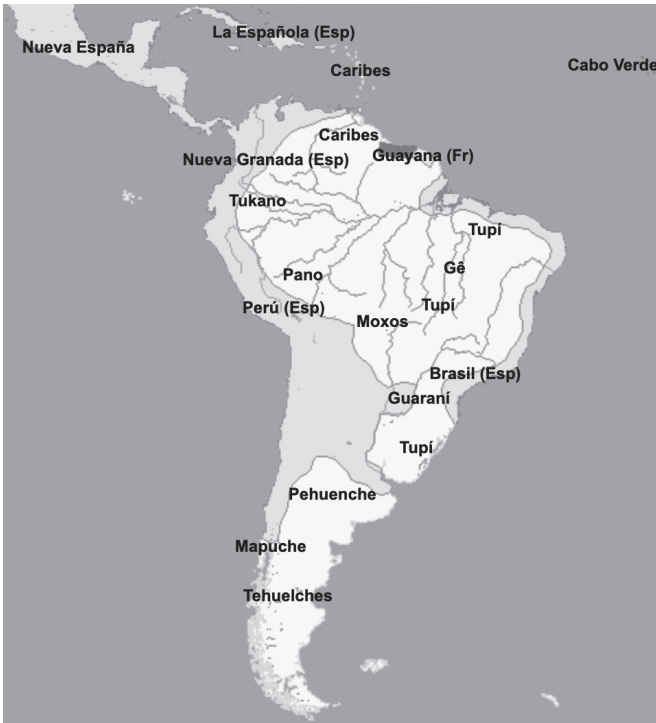 La Española (Esp)
Nueva España
Caribes
Cabo Verde
Caribes
Guayana (Fr)
Nueva Granada (Esp)
Tukano
Tupí
Gê
Pano
Tupí
Perú (Esp)
Moxos
Brasil (Esp)
Guaraní
Tupí
Pehuenche
Mapuche
Tehuelches